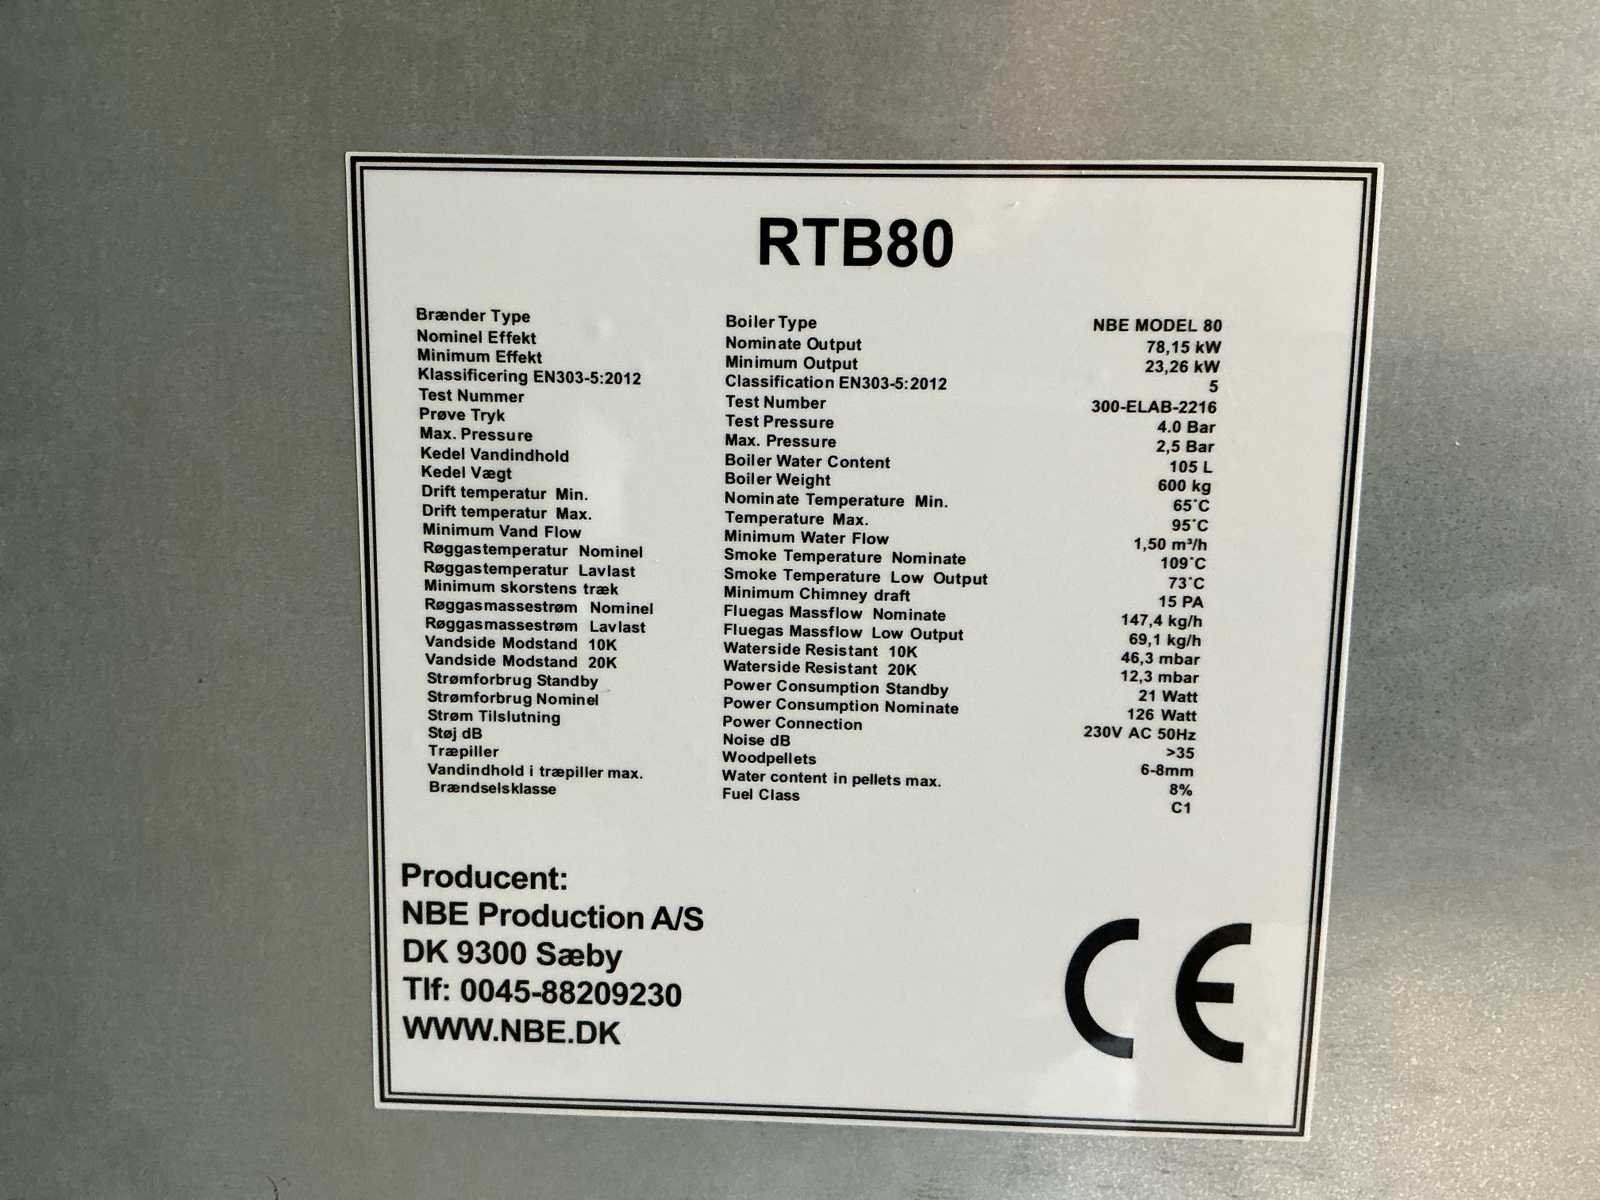 RTB80
Brænder Type Boiler Type NBE MODEL 80
Nominel Effekt Nominate Output 78,15 kW
Minimum Effekt Minimum Output 23,26 kW
Klassificering EN303-5:2012 Classification EN303-5:2012 5
Test Nummer Test Number 300-ELAB-2216
Prøve Tryk Test Pressure 4.0 Bar
Max. Pressure Max. Pressure 2,5 Bar
Kedel Vandindhold Boiler Water Content 105 L
Kedel Vægt Boiler Weight 600 kg
Drift temperatur Min. Nominate Temperature Min. 65°C
Drift temperatur Max. Temperature Max. 95°C
Minimum Vand Flow Minimum Water Flow 1,50 m³/h
Røggastemperatur Nominel Smoke Temperature Nominate 109°C
Røggastemperatur Lavlast Smoke Temperature Low Output 73°C
Minimum skorstens træk Minimum Chimney draft 15 PA
Røggasmassestrøm Nominel Fluegas Massflow Nominate 147,4 kg/h
Røggasmassestrøm Lavlast Fluegas Massflow Low Output 69,1 kg/h
Vandside Modstand 10K Waterside Resistant 10K 46,3 mbar
Vandside Modstand 20K Waterside Resistant 20K 12,3 mbar
Strømforbrug Standby Power Consumption Standby 21 Watt
Strømforbrug Nominel Power Consumption Nominate 126 Watt
Strøm Tilslutning Power Connection 230V AC 50Hz
Støj dB Noise dB >35
Træpiller Woodpellets 6-8mm
Vandindhold i træpiller max. Water content in pellets max. 8%
Brændselsklasse Fuel Class C1
Producent:
NBE Production A/S
DK 9300 Sæby
Tlf: 0045-88209230
WWW.NBE.DK
CE